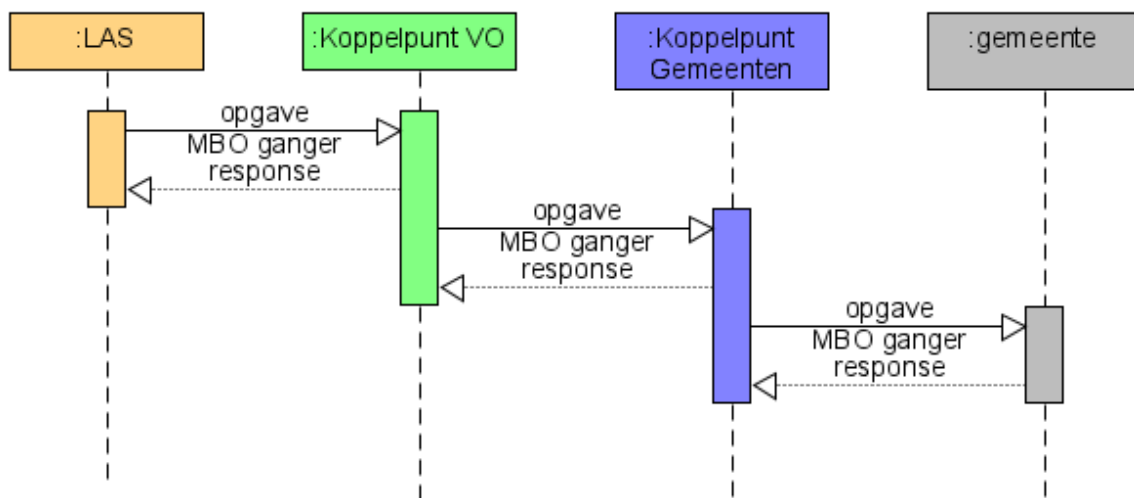 :LAS
:Koppelpunt VO
:Koppelpunt
Gemeenten
:gemeente
opgave
MBO ganger
response
opgave
MBO ganger
response
opgave
MBO ganger
response